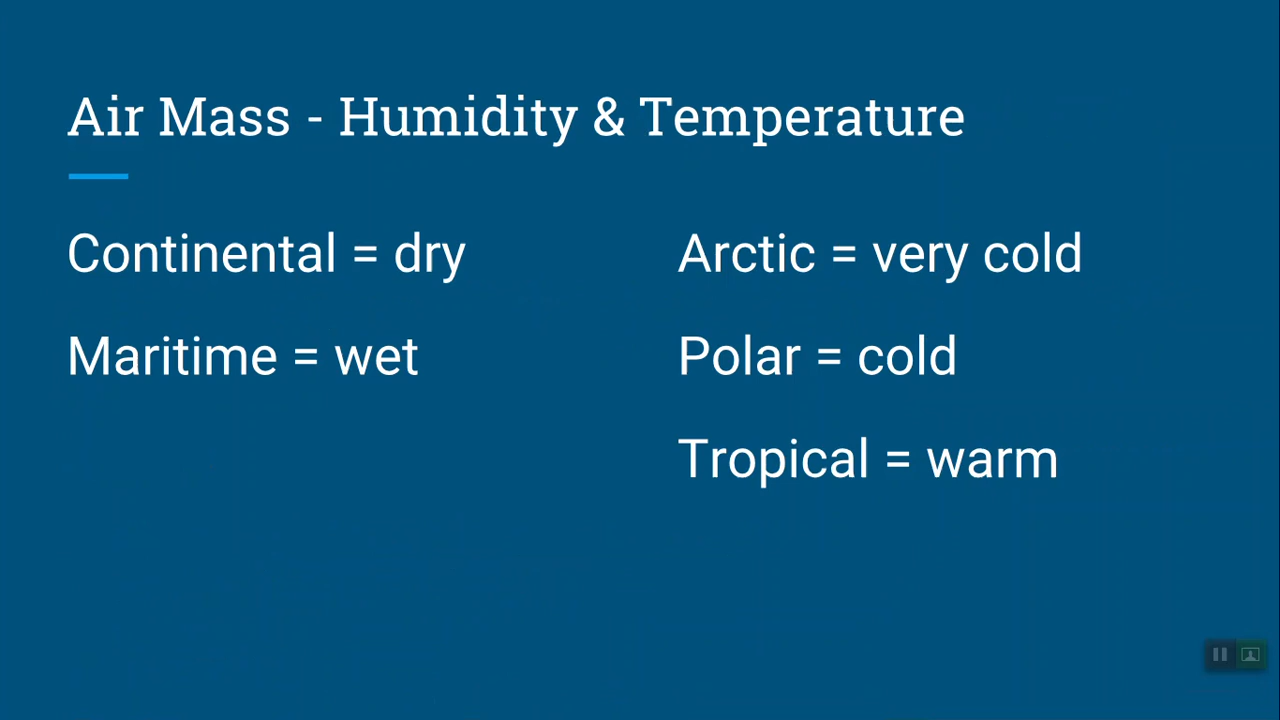 Air Mass - Humidity & Temperature
Continental = dry
Maritime = wet
Arctic = very cold
Polar = cold
Tropical = warm